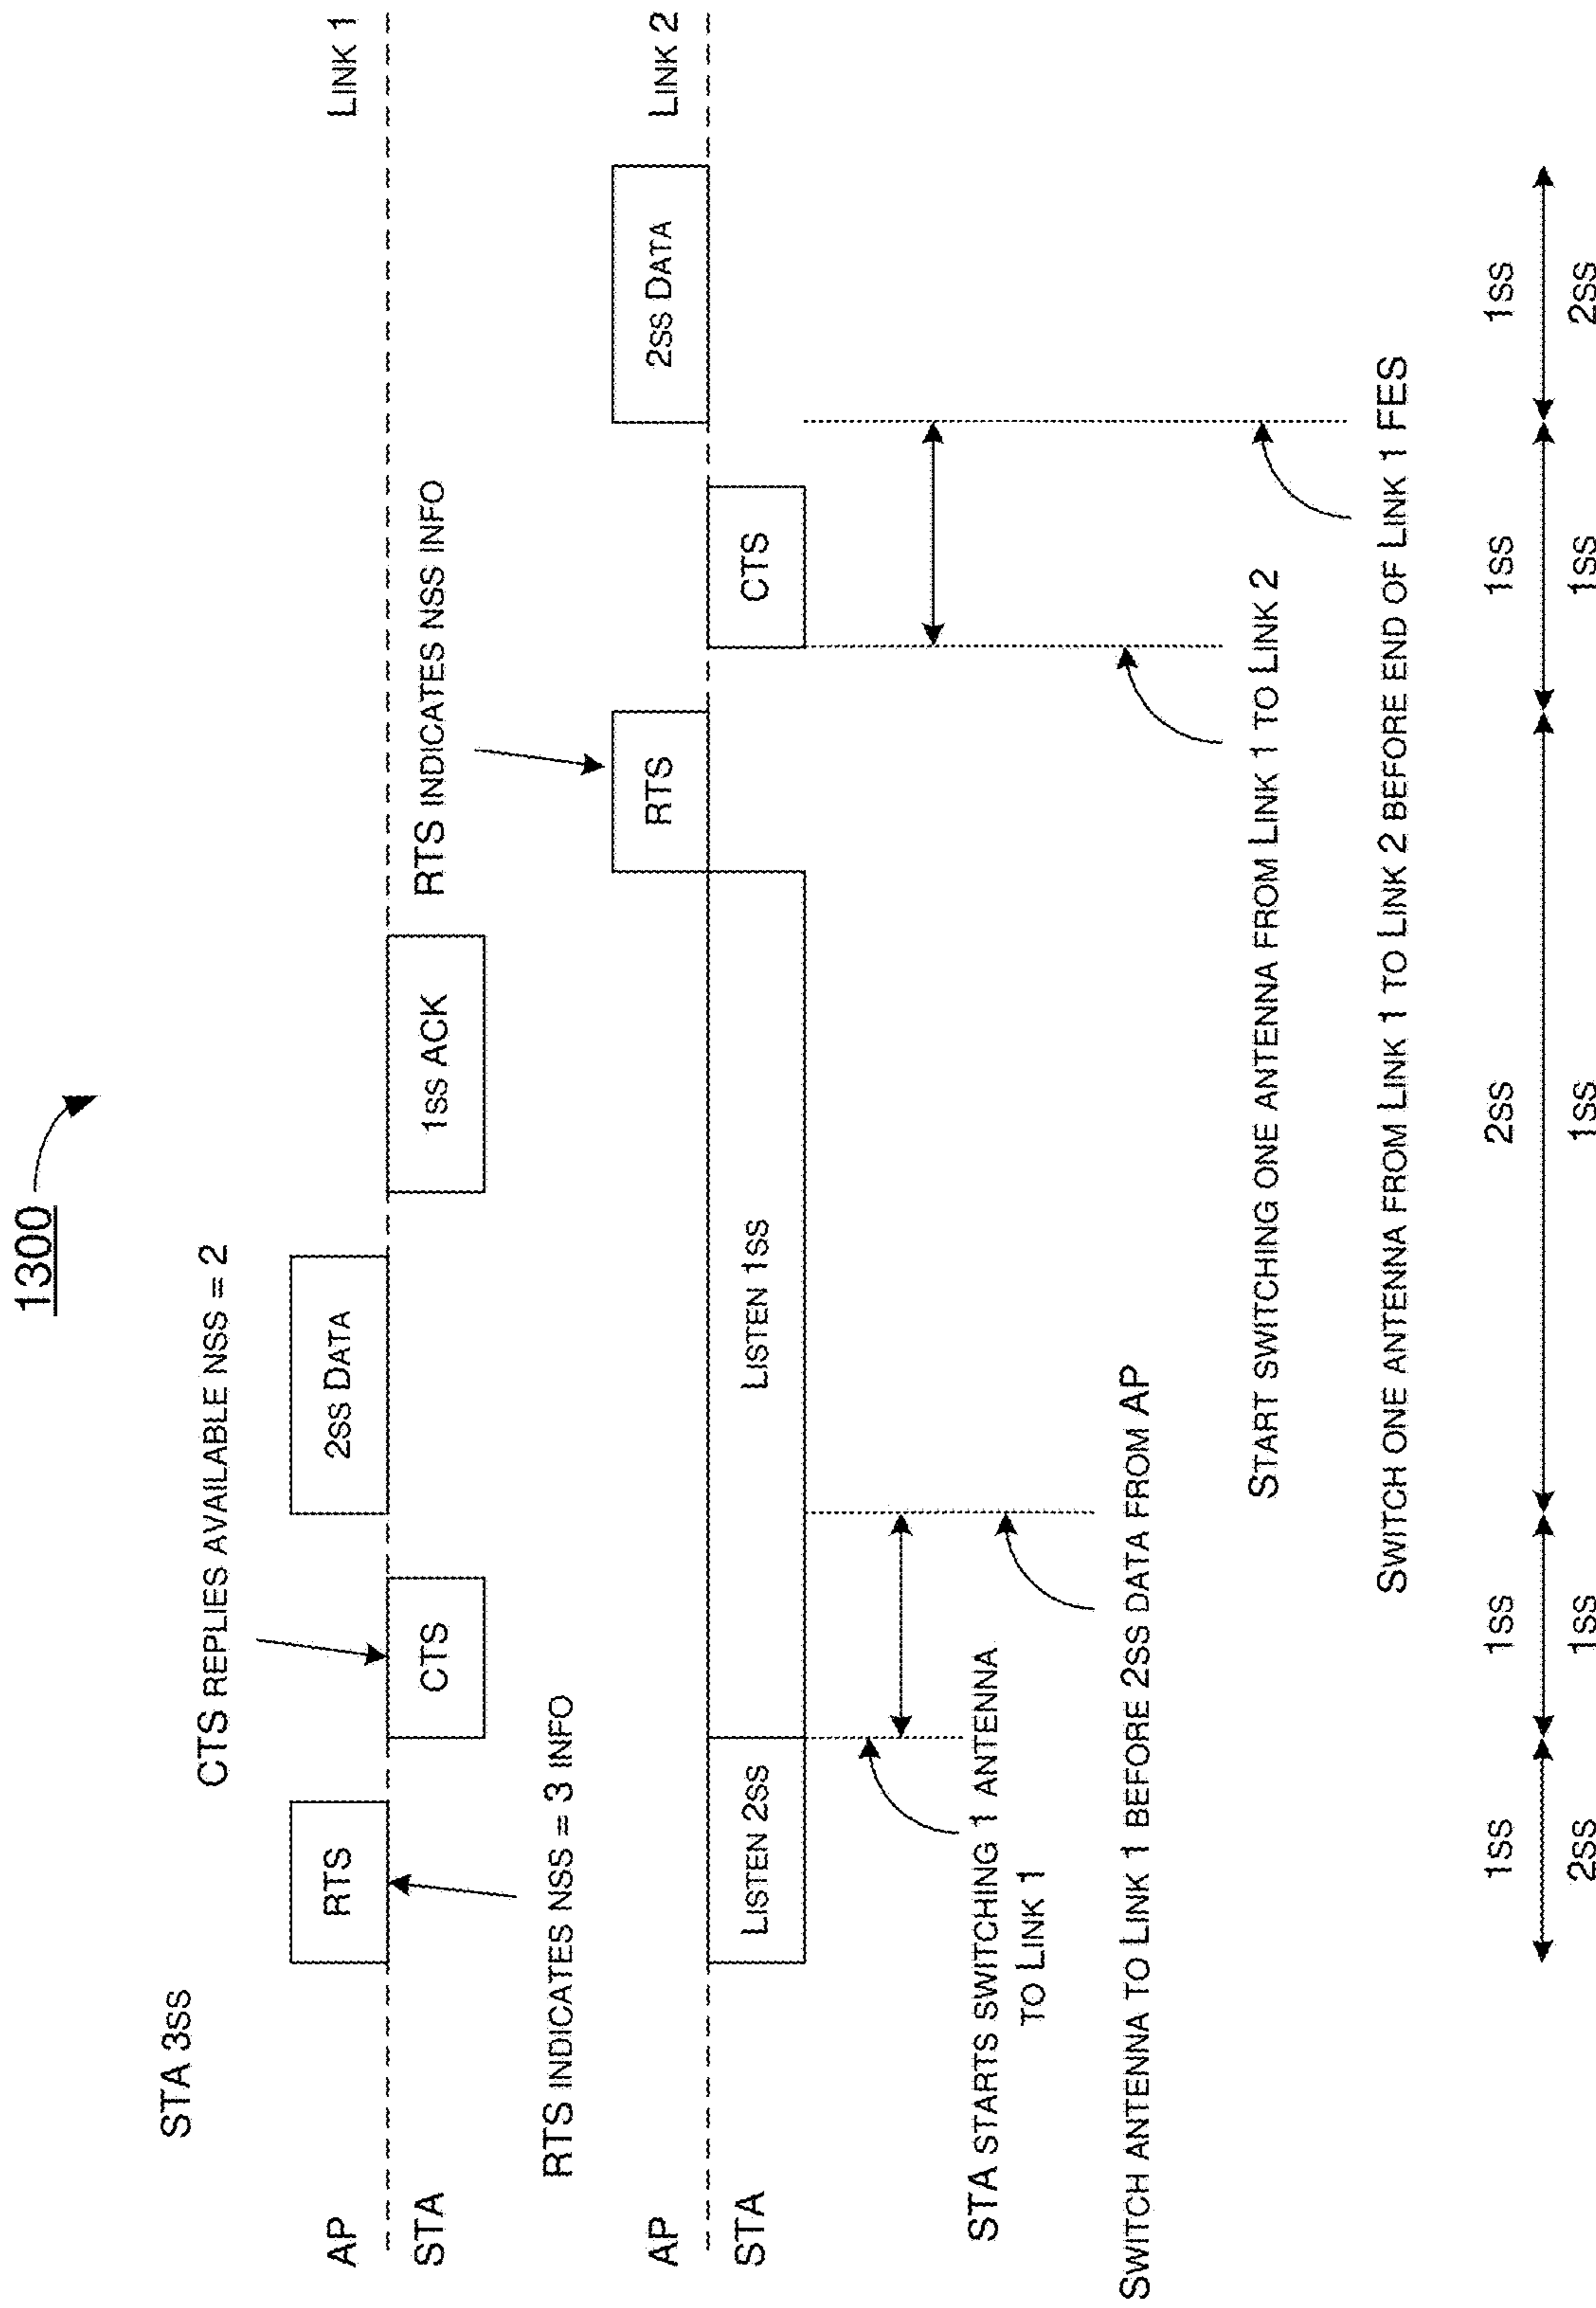 1300
STA 3SS
CTS REPLIES AVAILABLE NSS = 2
AP
RTS
2SS DATA
LINK 1
STA
CTS
1SS ACK
RTS INDICATES NSS INFO
RTS INDICATES NSS = 3 INFO
AP
RTS
2SS DATA
LINK 2
STA
LISTEN 2SS
LISTEN 1SS
CTS
STA STARTS SWITCHING 1 ANTENNA
TO LINK 1
SWITCH ANTENNA TO LINK 1 BEFORE 2SS DATA FROM AP
START SWITCHING ONE ANTENNA FROM LINK 1 TO LINK 2
SWITCH ONE ANTENNA FROM LINK 1 TO LINK 2 BEFORE END OF LINK 1 FES
1SS
1SS
2SS
1SS
1SS
2SS
1SS
1SS
1SS
2SS